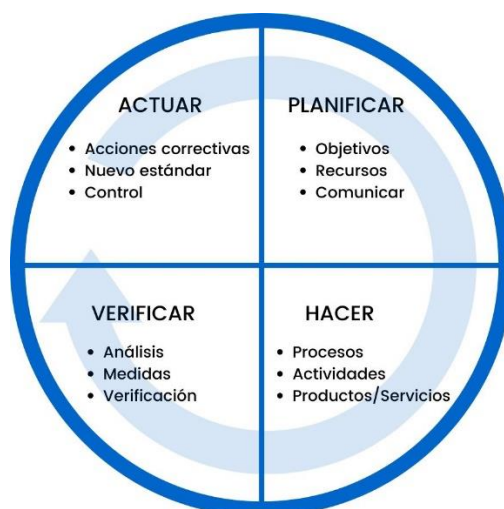 ACTUAR
• Acciones correctivas
• Nuevo estándar
• Control
PLANIFICAR
• Objetivos
• Recursos
• Comunicar
VERIFICAR
• Análisis
• Medidas
• Verificación
HACER
• Procesos
• Actividades
• Productos/Servicios